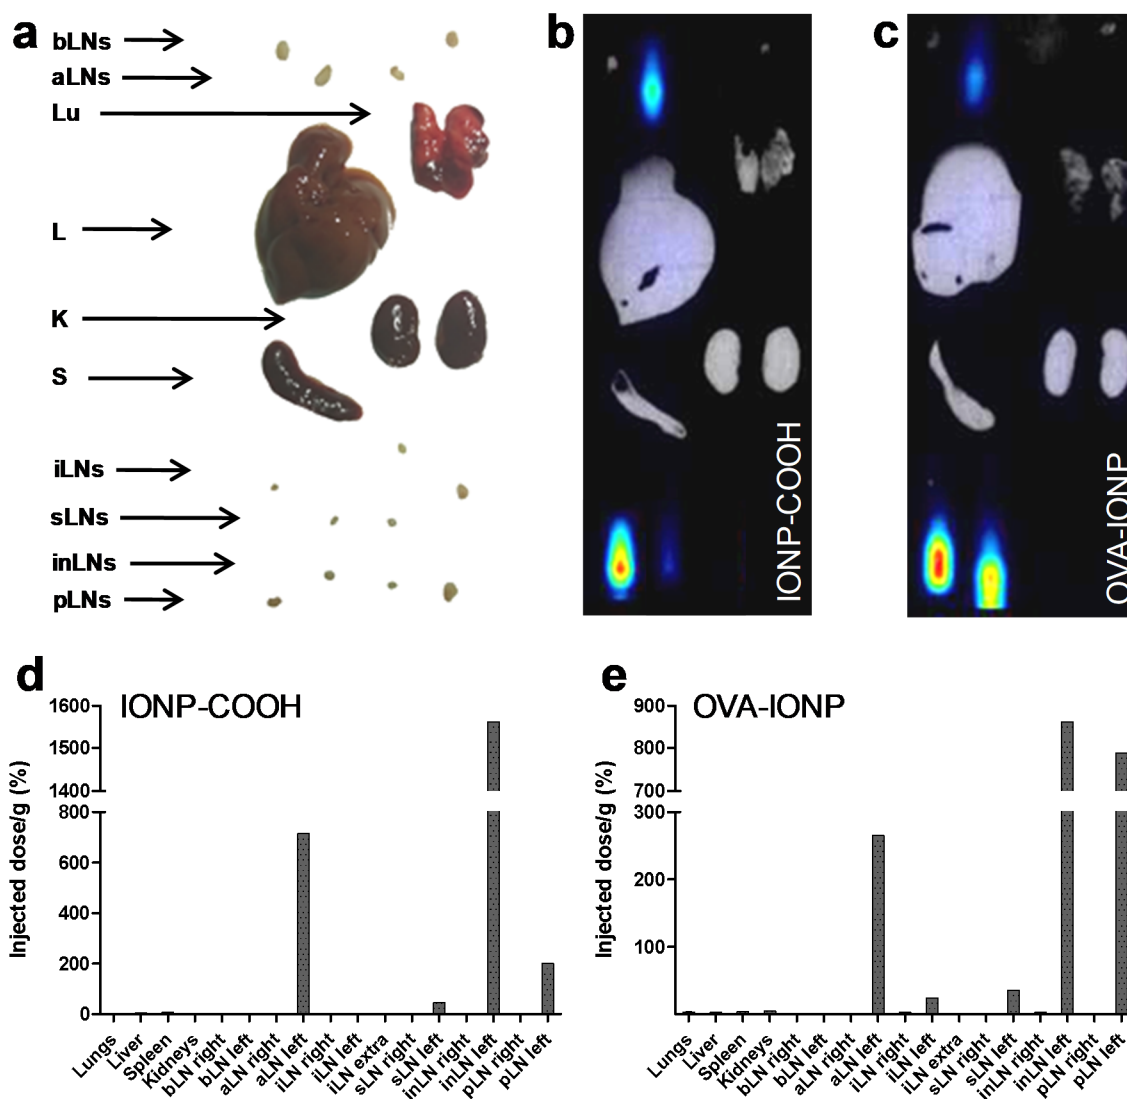 a
bLNs
aLNs
Lu
L
K
S
iLNs
sLNs
inLNs
pLNs
b
IONP-COOH
c
OVA-IONP
d
IONP-COOH
Injected dose/g (%)
1600
1500
1400
800
600
400
200
0
Lungs
Liver
Spleen
Kidneys
bLN right
bLN left
aLN right
aLN left
iLN right
iLN left
iLN extra
sLN right
sLN left
inLN right
inLN left
pLN right
pLN left
e
OVA-IONP
Injected dose/g (%)
900
800
700
300
200
100
Lungs
Liver
Spleen
Kidneys
bLN right
bLN left
aLN right
aLN left
iLN right
iLN left
iLN extra
sLN right
sLN left
inLN right
inLN left
pLN right
pLN left